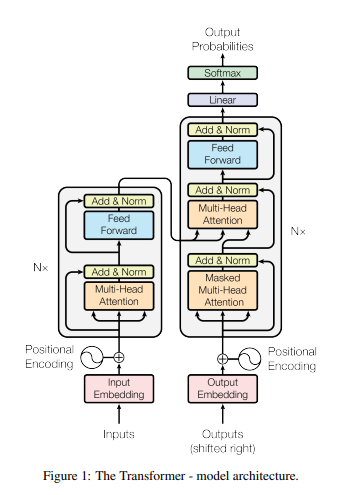 Output
Probabilities
Softmax
Linear
Add & Norm
Feed
Forward
Add & Norm
Multi-Head
Attention
Add & Norm
Masked
Multi-Head
Attention
N×
Add & Norm
Feed
Forward
Add & Norm
Multi-Head
Attention
N×
Positional
Encoding
Positional
Encoding
Input
Embedding
Output
Embedding
Inputs
Outputs
(shifted right)
Figure 1: The Transformer - model architecture.